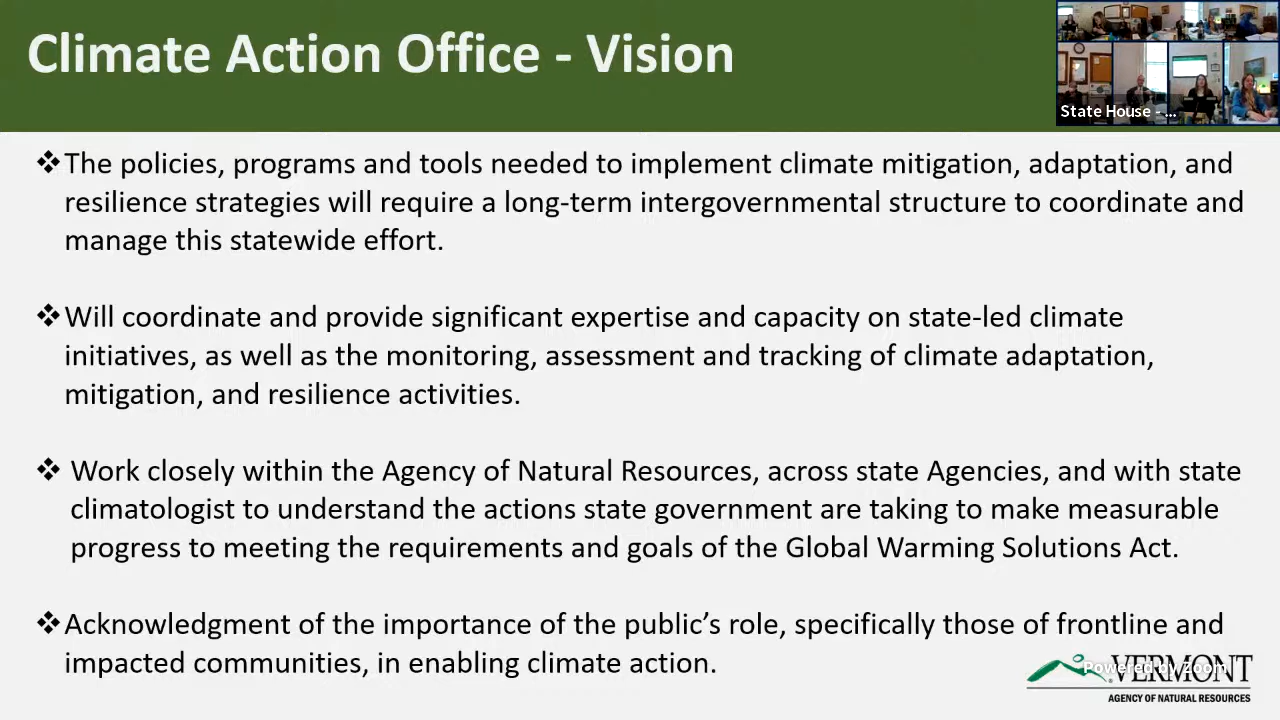 Climate Action Office - Vision
State House - ...
❖The policies, programs and tools needed to implement climate mitigation, adaptation, and
resilience strategies will require a long-term intergovernmental structure to coordinate and
manage this statewide effort.
❖Will coordinate and provide significant expertise and capacity on state-led climate
initiatives, as well as the monitoring, assessment and tracking of climate adaptation,
mitigation, and resilience activities.
❖ Work closely within the Agency of Natural Resources, across state Agencies, and with state
climatologist to understand the actions state government are taking to make measurable
progress to meeting the requirements and goals of the Global Warming Solutions Act.
❖Acknowledgment of the importance of the public’s role, specifically those of frontline and
impacted communities, in enabling climate action.
Powered by Zoom
VERMONT
AGENCY OF NATURAL RESOURCES